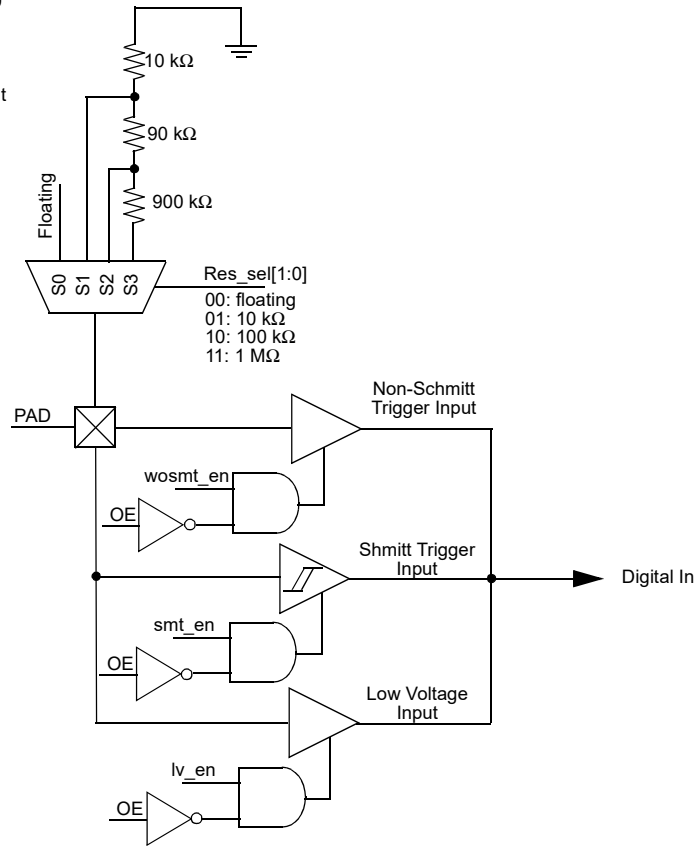 10 kΩ
t
90 kΩ
900 kΩ
Floating
S0
S1
S2
S3
Res_sel[1:0]
00: floating
01: 10 kΩ
10: 100 kΩ
11: 1 MΩ
PAD
Non-Schmitt
Trigger Input
wosmt_en
OE
Shmitt Trigger
Input
Digital In
smt_en
OE
Low Voltage
Input
lv_en
OE